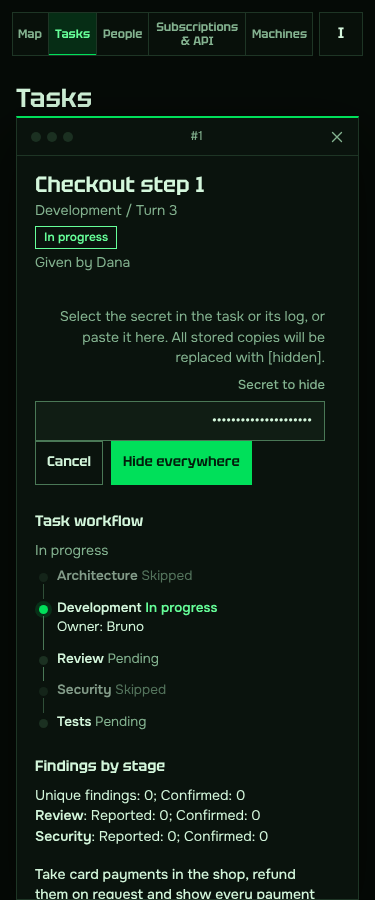 Map
Tasks
People
Subscriptions
& API
Machines
I
Tasks
#1
Checkout step 1
Development / Turn 3
In progress
Given by Dana
Select the secret in the task or its log, or
paste it here. All stored copies will be
replaced with [hidden].
Secret to hide
•••••••••••••••••••••
Cancel
Hide everywhere
Task workflow
In progress
Architecture Skipped
Development In progress
Owner: Bruno
Review Pending
Security Skipped
Tests Pending
Findings by stage
Unique findings: 0; Confirmed: 0
Review: Reported: 0; Confirmed: 0
Security: Reported: 0; Confirmed: 0
Take card payments in the shop, refund
them on request and show every payment